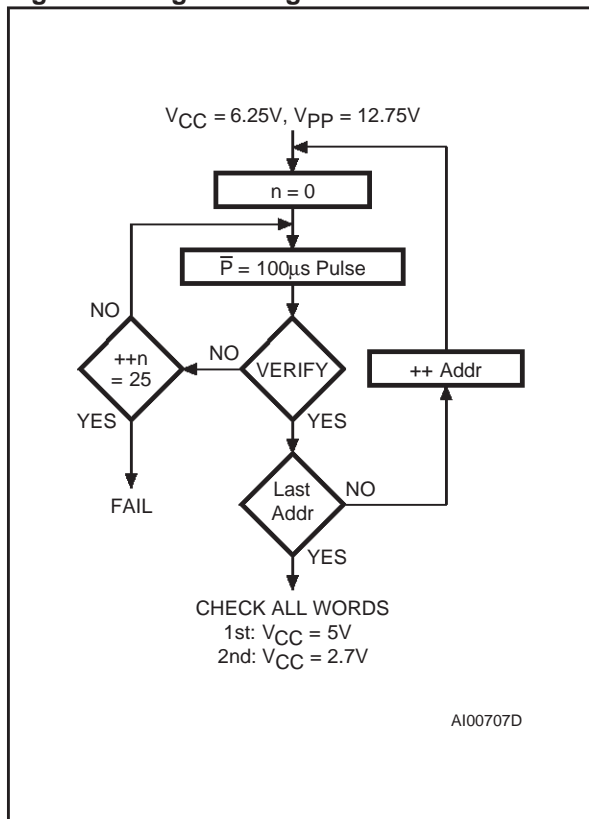 VCC = 6.25V, VPP = 12.75V
n = 0
P̅ = 100μs Pulse
NO
++n
= 25
NO
VERIFY
++ Addr
YES
YES
FAIL
Last
Addr
NO
YES
CHECK ALL WORDS
1st: VCC = 5V
2nd: VCC = 2.7V
AI00707D